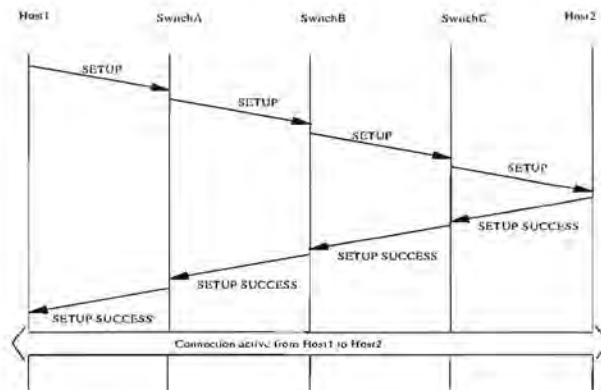 Host1 SwitchA SwitchB SwitchC Host2
SETUP
SETUP
SETUP
SETUP
SETUP SUCCESS
SETUP SUCCESS
SETUP SUCCESS
SETUP SUCCESS
Connection active from Host1 to Host2